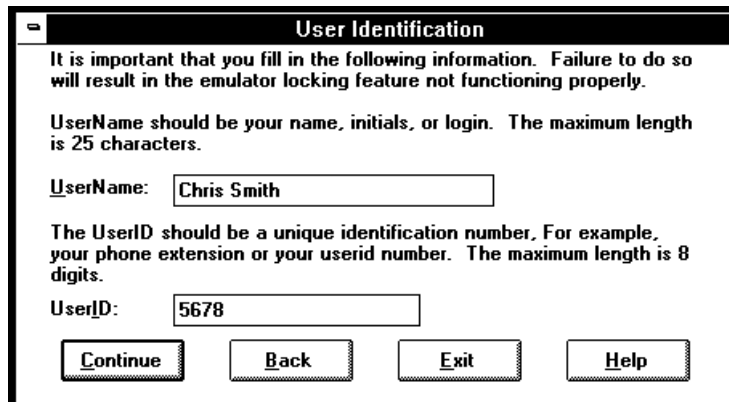 User Identification
It is important that you fill in the following information.  Failure to do so
will result in the emulator locking feature not functioning properly.
UserName should be your name, initials, or login.  The maximum length
is 25 characters.
UserName: Chris Smith
The UserID should be a unique identification number, For example,
your phone extension or your userid number.  The maximum length is 8
digits.
UserID: 5678
Continue Back Exit Help